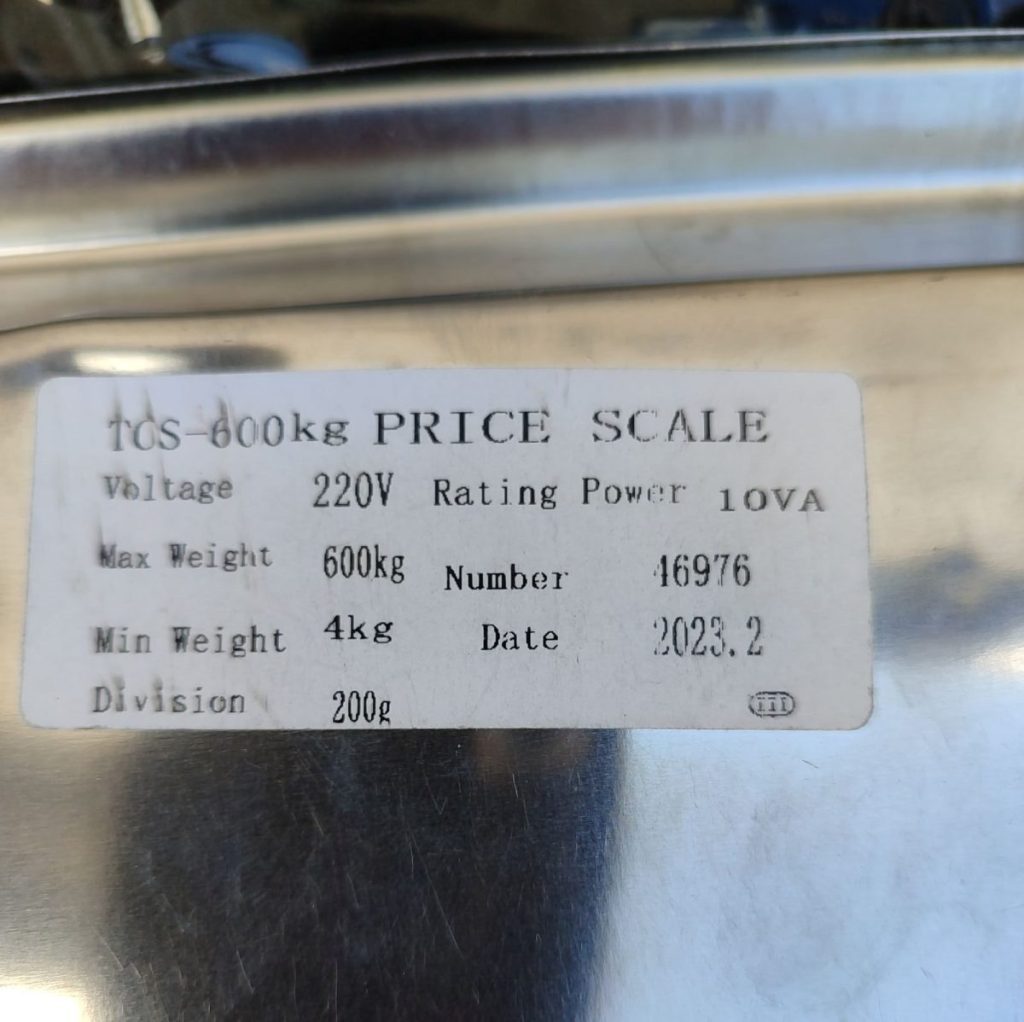 TCS-600kg PRICE SCALE
Voltage 220V Rating Power 10VA
Max Weight 600kg Number 46976
Min Weight 4kg Date 2023.2
Division 200g III